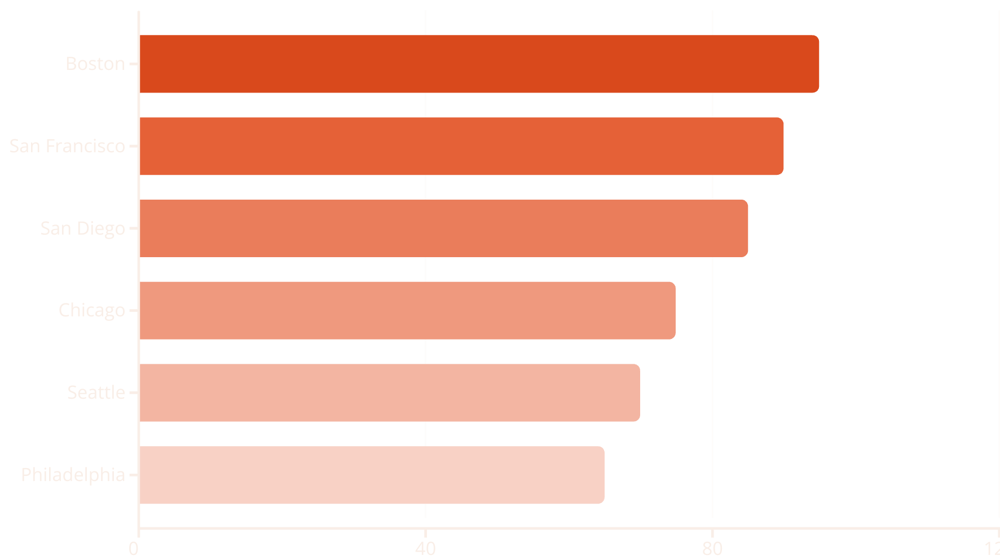 Boston
San Francisco
San Diego
Chicago
Seattle
Philadelphia
0 40 80